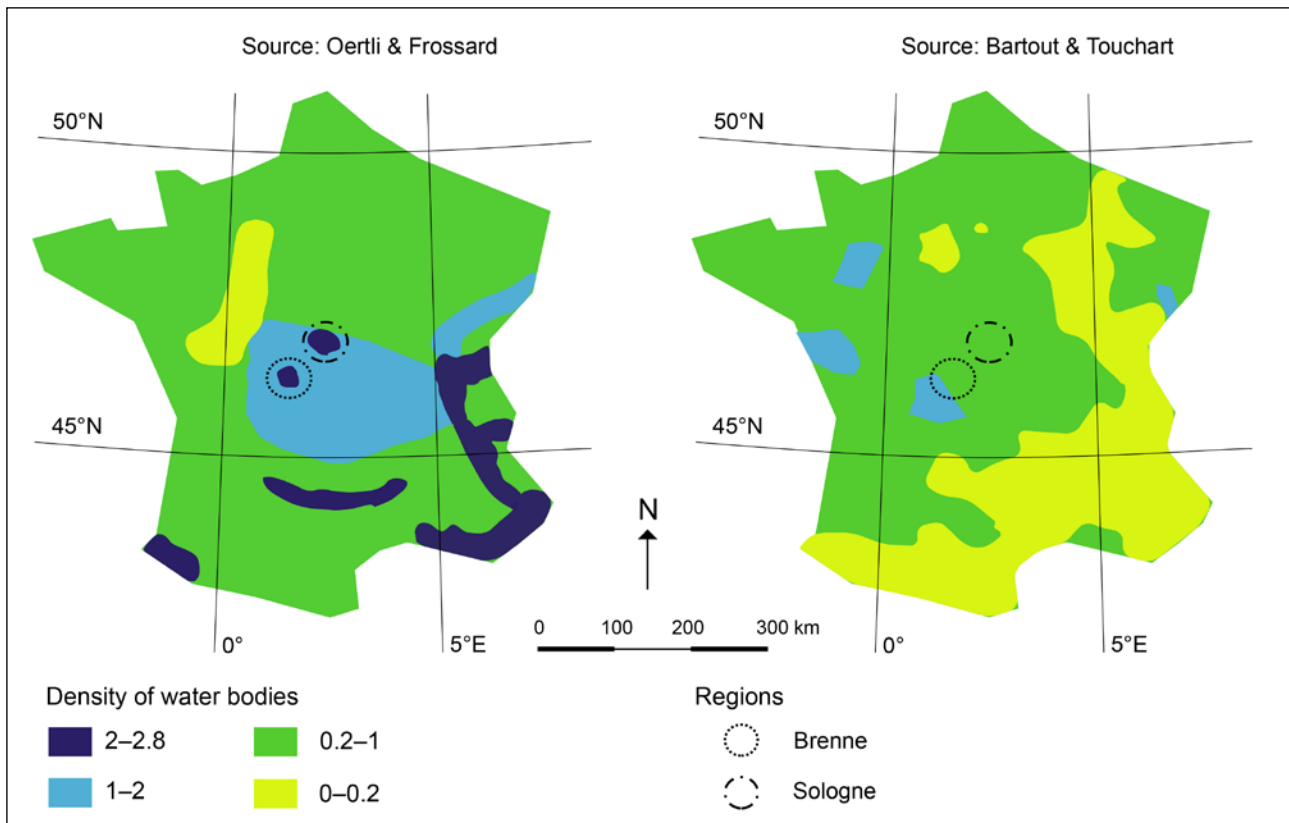 Source: Oertli & Frossard
Source: Bartout & Touchart
50°N
50°N
45°N
45°N
N
0 100 200 300 km
0°
5°E
0°
5°E
Density of water bodies
Regions
2–2.8
0.2–1
Brenne
1–2
0–0.2
Sologne